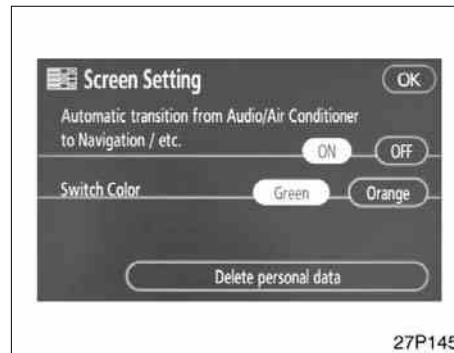 Screen Setting
OK
Automatic transition from Audio/Air Conditioner
to Navigation / etc.
ON
OFF
Switch Color
Green
Orange
Delete personal data
27P145